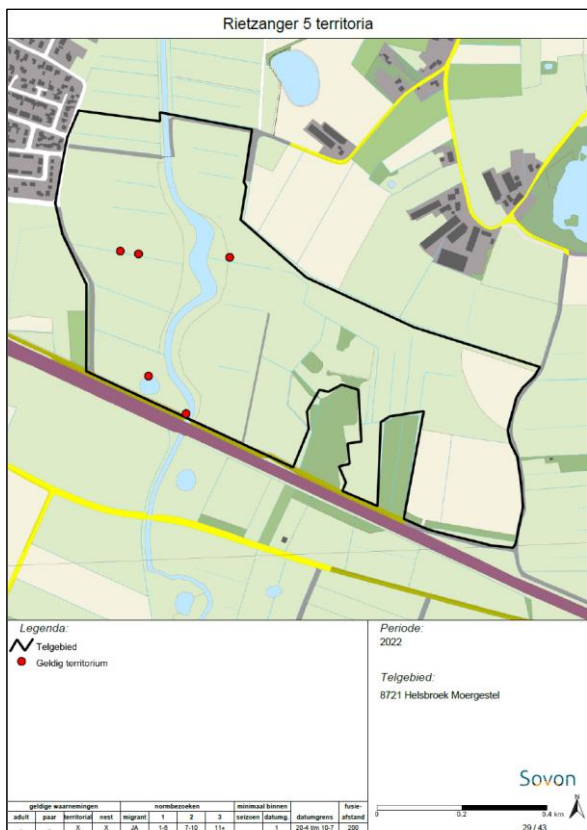 Rietzanger 5 territoria
Legenda:
Telgebied
Geldig territorium
Periode:
2022
Telgebied:
8721 Helsbroek Moergestel
Sovon
0 0.2 0.4 km
N
29 / 43
geldige waarnemingen normbezoeken minimaal binnen fusie-
adult paar territorial nest migrant 1 2 3 seizoen datumg. datumgrens afstand
- - X X JA 1-6 7-10 11+ 1 20-4 t/m 10-7 200